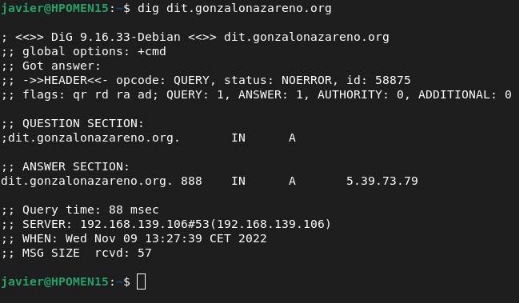 javier@HPOMEN15:~$ dig dit.gonzalonazareno.org

; <<>> DiG 9.16.33-Debian <<>> dit.gonzalonazareno.org
;; global options: +cmd
;; Got answer:
;; ->>HEADER<<- opcode: QUERY, status: NOERROR, id: 58875
;; flags: qr rd ra ad; QUERY: 1, ANSWER: 1, AUTHORITY: 0, ADDITIONAL: 0

;; QUESTION SECTION:
;dit.gonzalonazareno.org.       IN      A

;; ANSWER SECTION:
dit.gonzalonazareno.org. 888    IN      A       5.39.73.79

;; Query time: 88 msec
;; SERVER: 192.168.139.106#53(192.168.139.106)
;; WHEN: Wed Nov 09 13:27:39 CET 2022
;; MSG SIZE  rcvd: 57

javier@HPOMEN15:~$